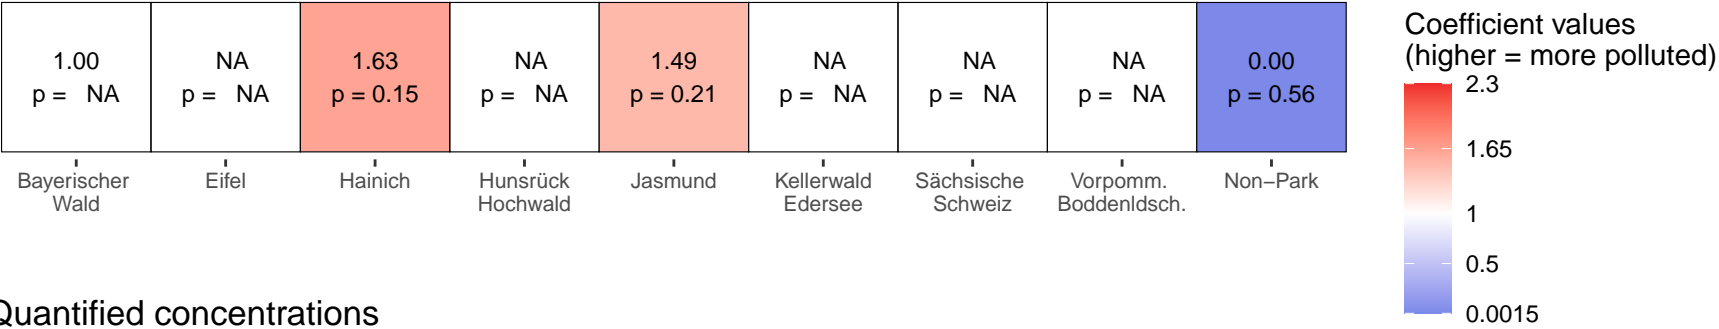 1.00 NA 1.63 NA 1.49 NA NA NA 0.00
p = NA p = NA p = 0.15 p = NA p = 0.21 p = NA p = NA p = NA p = 0.56
Bayerischer Eifel Hainich Hunsrück Jasmund Kellerwald Sächsische Vorpomm. Non−Park
Wald Hochwald Edersee Schweiz Boddenldsch.
Coefficient values
(higher = more polluted)
2.3
1.65
1
0.5
0.0015
Quantified concentrations